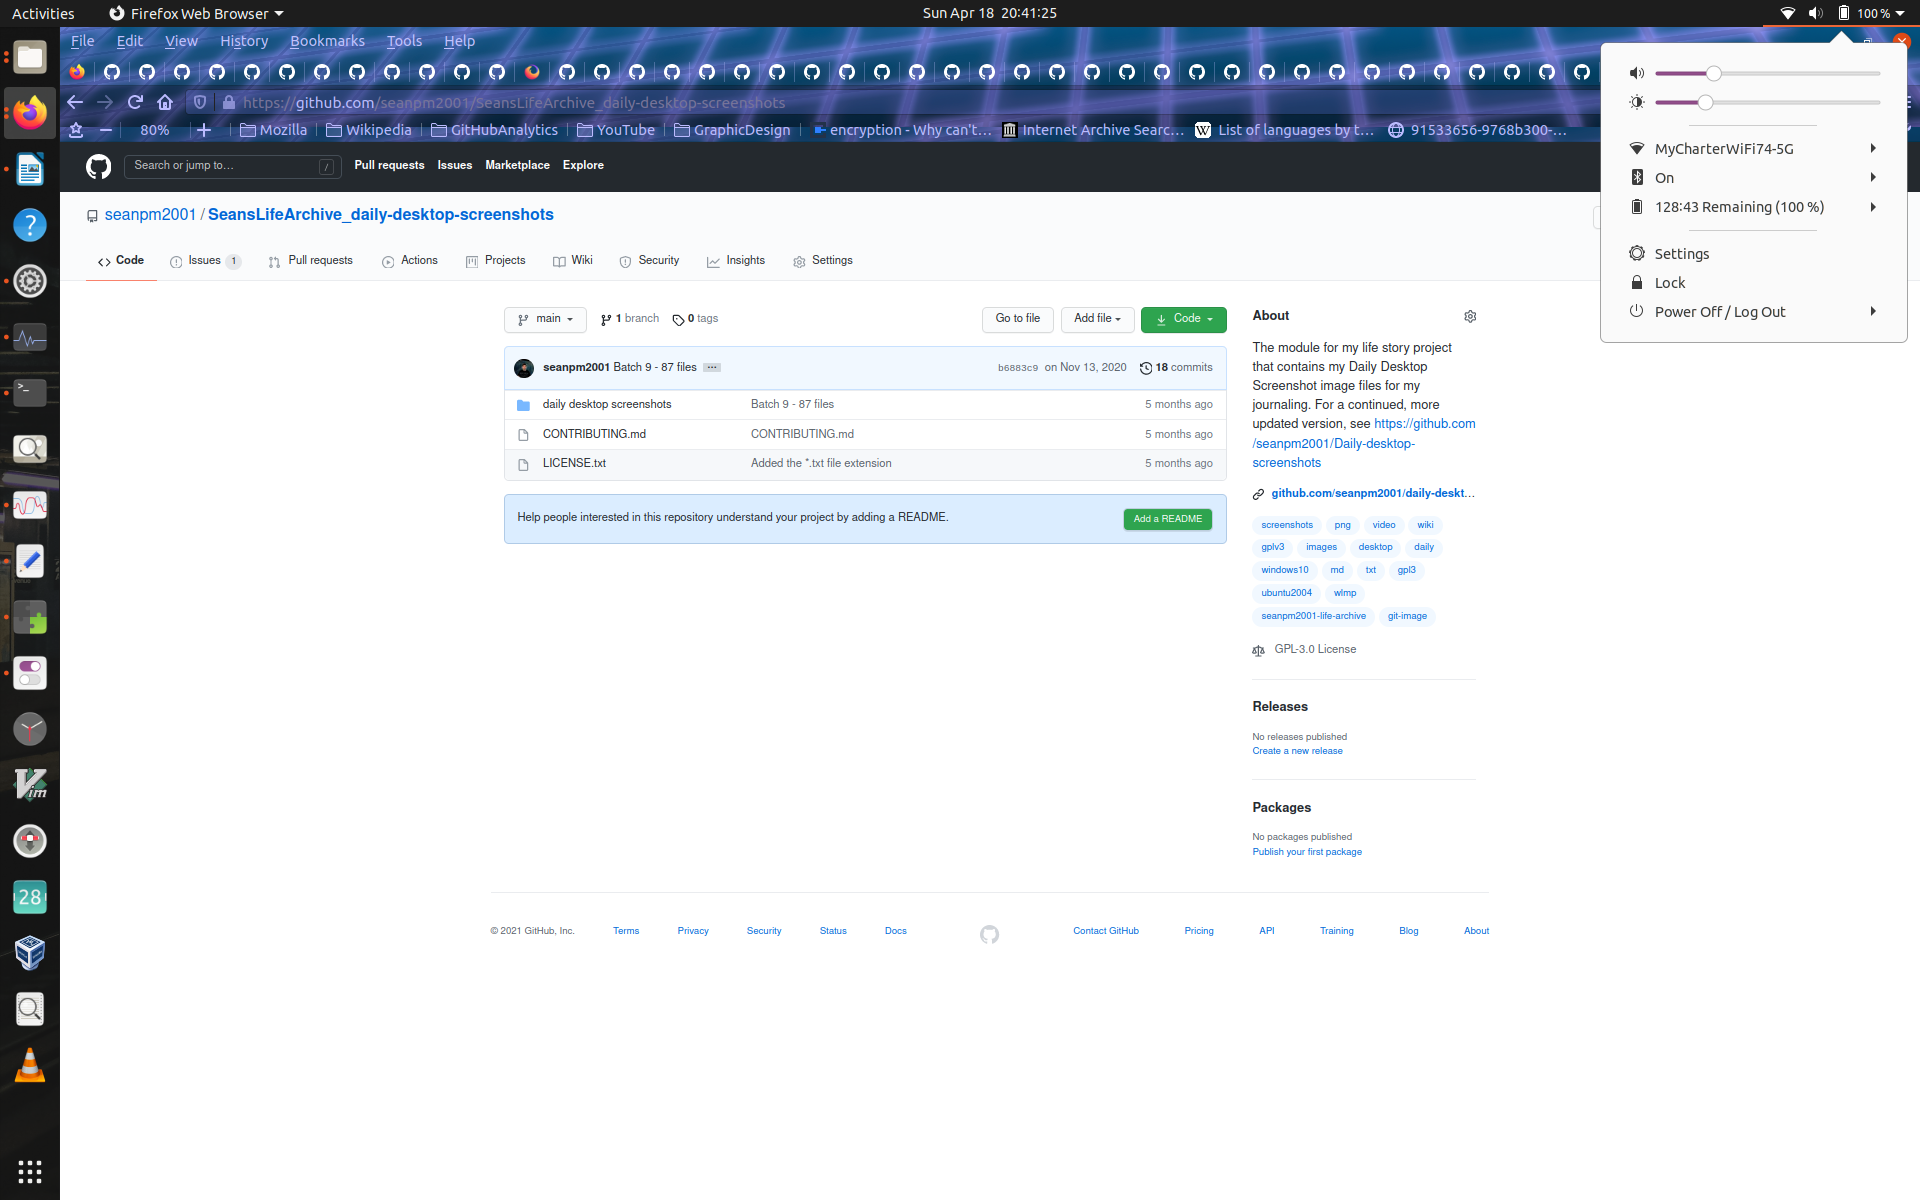 Activities Firefox Web Browser Sun Apr 18 20:41:25 100 %
File Edit View History Bookmarks Tools Help
https://github.com/seanpm2001/SeansLifeArchive_daily-desktop-screenshots
80% Mozilla Wikipedia GitHubAnalytics YouTube GraphicDesign encryption - Why can't... Internet Archive Searc... W List of languages by t... 91533656-9768b300-...
Search or jump to... / Pull requests Issues Marketplace Explore
seanpm2001 / SeansLifeArchive_daily-desktop-screenshots
Code Issues 1 Pull requests Actions Projects Wiki Security Insights Settings
main 1 branch 0 tags Go to file Add file Code
seanpm2001 Batch 9 - 87 files ... b6883c9 on Nov 13, 2020 18 commits
daily desktop screenshots Batch 9 - 87 files 5 months ago
CONTRIBUTING.md CONTRIBUTING.md 5 months ago
LICENSE.txt Added the *.txt file extension 5 months ago
Help people interested in this repository understand your project by adding a README. Add a README
About
The module for my life story project
that contains my Daily Desktop
Screenshot image files for my
journaling. For a continued, more
updated version, see https://github.com
/seanpm2001/Daily-desktop-
screenshots
github.com/seanpm2001/daily-deskt...
screenshots png video wiki
gplv3 images desktop daily
windows10 md txt gpl3
ubuntu2004 wlmp
seanpm2001-life-archive git-image
GPL-3.0 License
Releases
No releases published
Create a new release
Packages
No packages published
Publish your first package
© 2021 GitHub, Inc. Terms Privacy Security Status Docs Contact GitHub Pricing API Training Blog About
MyCharterWiFi74-5G
On
128:43 Remaining (100 %)
Settings
Lock
Power Off / Log Out
?
>_
Vim
28